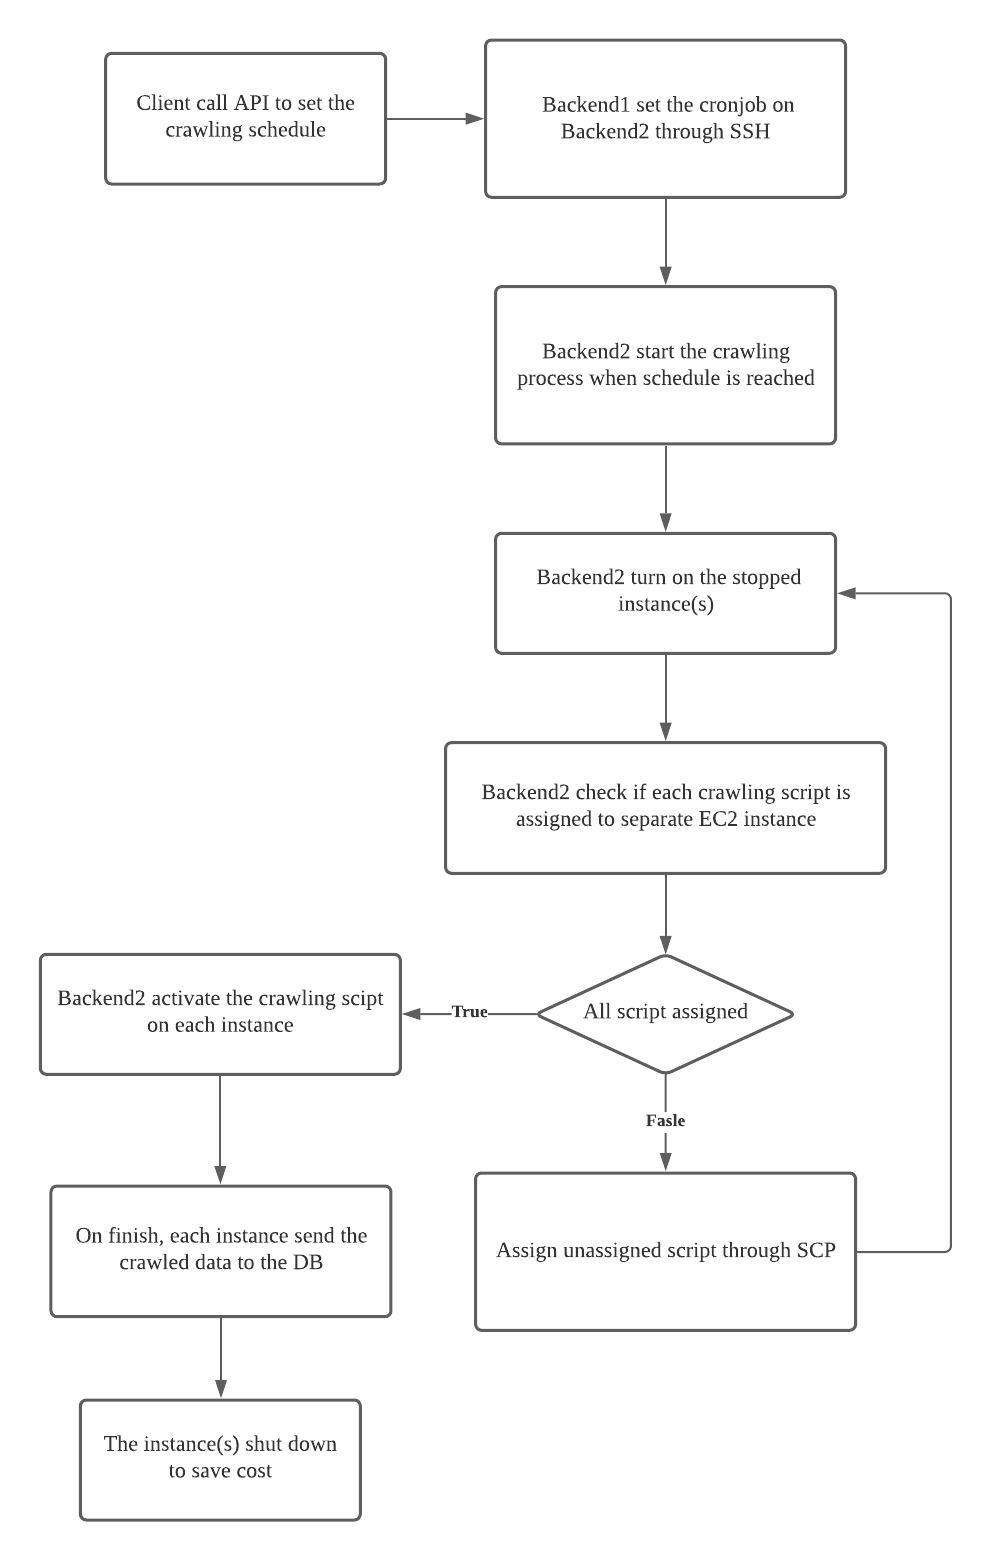 Client call API to set the
crawling schedule
Backend1 set the cronjob on
Backend2 through SSH
Backend2 start the crawling
process when schedule is reached
Backend2 turn on the stopped
instance(s)
Backend2 check if each crawling script is
assigned to separate EC2 instance
All script assigned
True
Backend2 activate the crawling scipt
on each instance
Fasle
Assign unassigned script through SCP
On finish, each instance send the
crawled data to the DB
The instance(s) shut down
to save cost